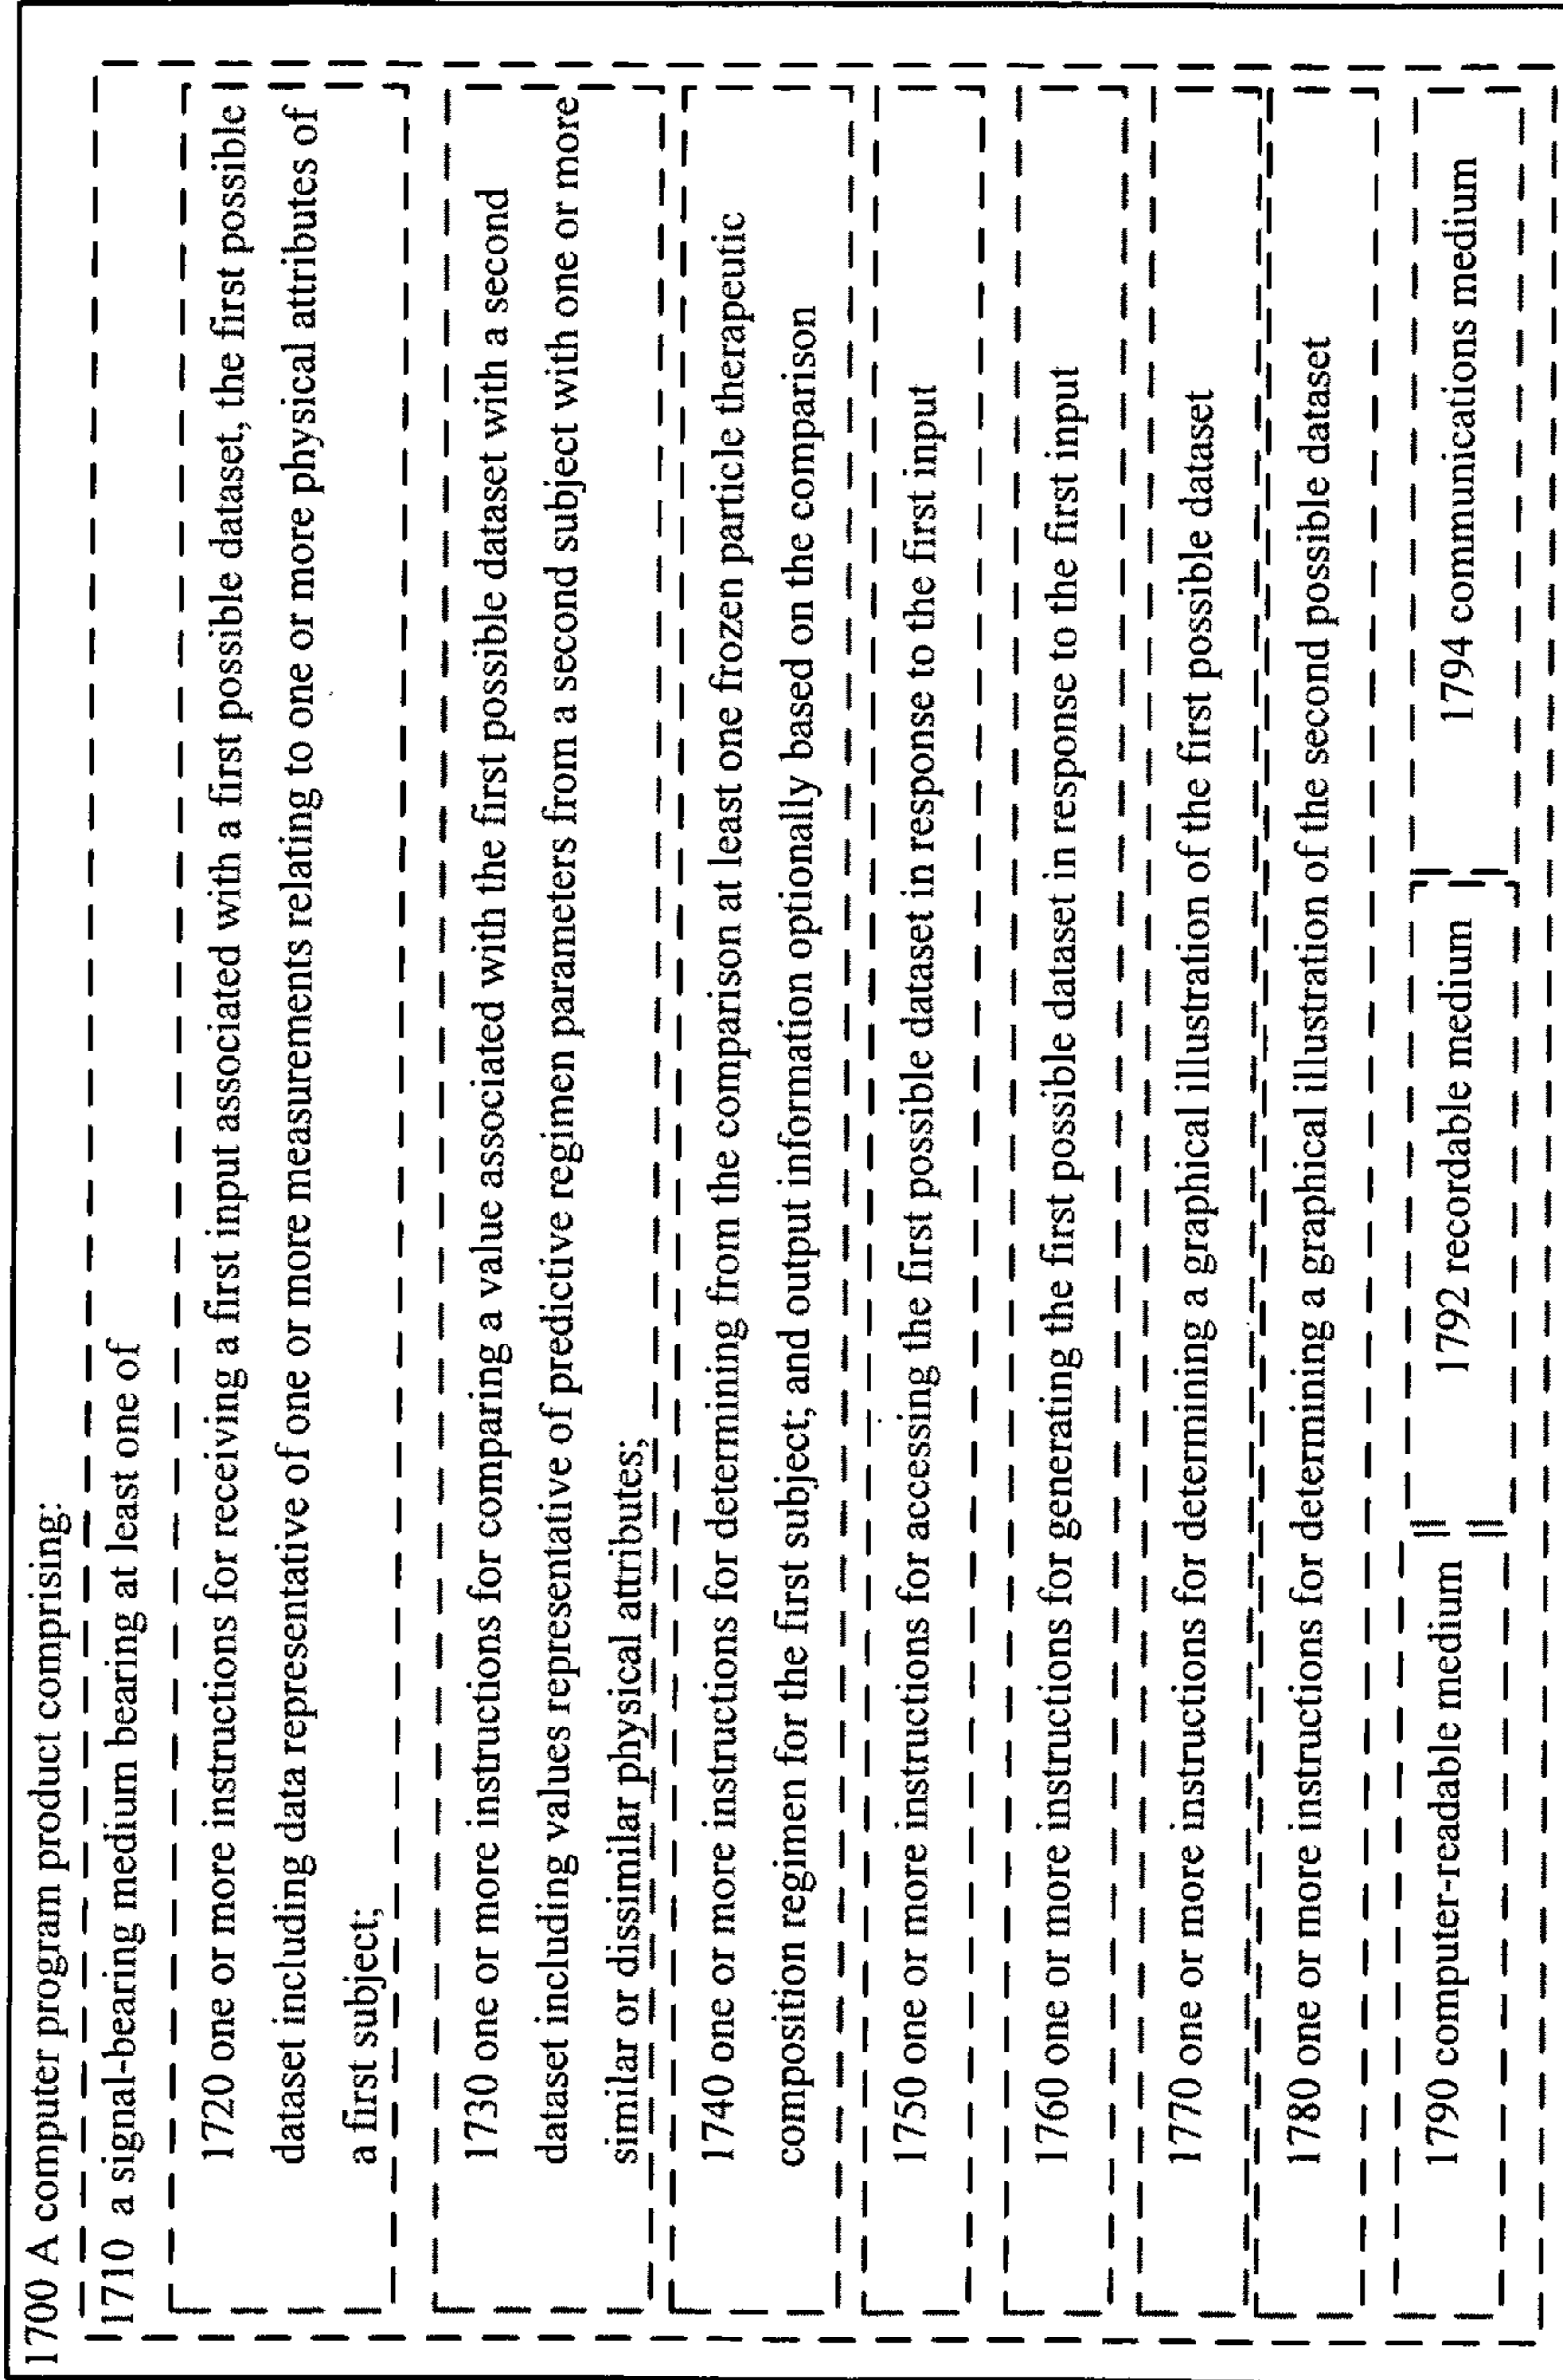 1700 A computer program product comprising:
1710 a signal-bearing medium bearing at least one of
1720 one or more instructions for receiving a first input associated with a first possible dataset, the first possible
dataset including data representative of one or more measurements relating to one or more physical attributes of
a first subject;
1730 one or more instructions for comparing a value associated with the first possible dataset with a second
dataset including values representative of predictive regimen parameters from a second subject with one or more
similar or dissimilar physical attributes;
1740 one or more instructions for determining from the comparison at least one frozen particle therapeutic
composition regimen for the first subject; and output information optionally based on the comparison
1750 one or more instructions for accessing the first possible dataset in response to the first input
1760 one or more instructions for generating the first possible dataset in response to the first input
1770 one or more instructions for determining a graphical illustration of the first possible dataset
1780 one or more instructions for determining a graphical illustration of the second possible dataset
1790 computer-readable medium 1792 recordable medium 1794 communications medium